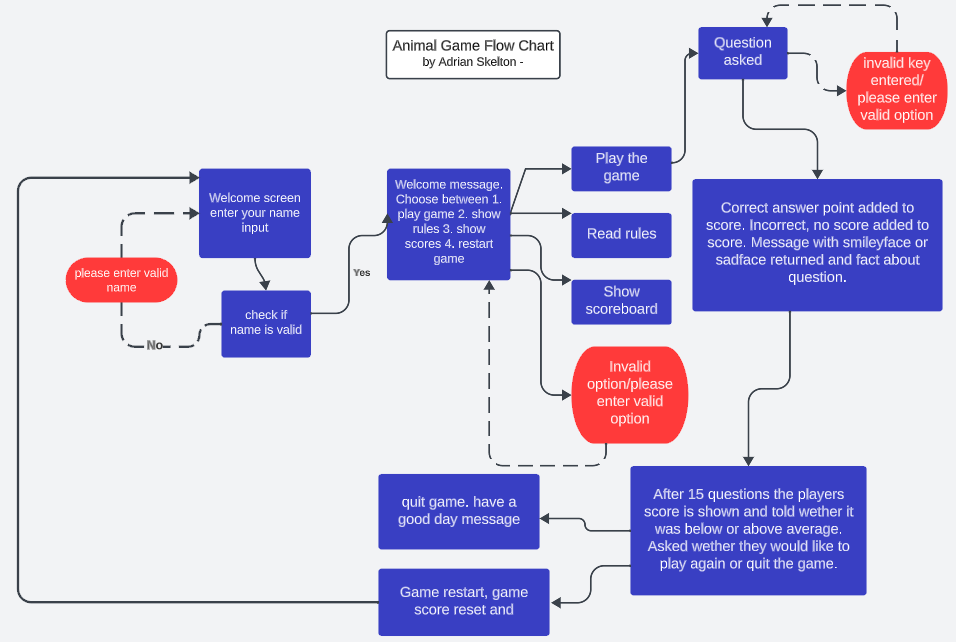 Animal Game Flow Chart
by Adrian Skelton -
Question
asked
invalid key
entered/
please enter
valid option
Welcome screen
enter your name
input
please enter valid
name
check if
name is valid
No
Yes
Welcome message.
Choose between 1.
play game 2. show
rules 3. show
scores 4. restart
game
Play the
game
Read rules
Show
scoreboard
Invalid
option/please
enter valid
option
Correct answer point added to
score. Incorrect, no score added to
score. Message with smileyface or
sadface returned and fact about
question.
After 15 questions the players
score is shown and told wether it
was below or above average.
Asked wether they would like to
play again or quit the game.
quit game. have a
good day message
Game restart, game
score reset and